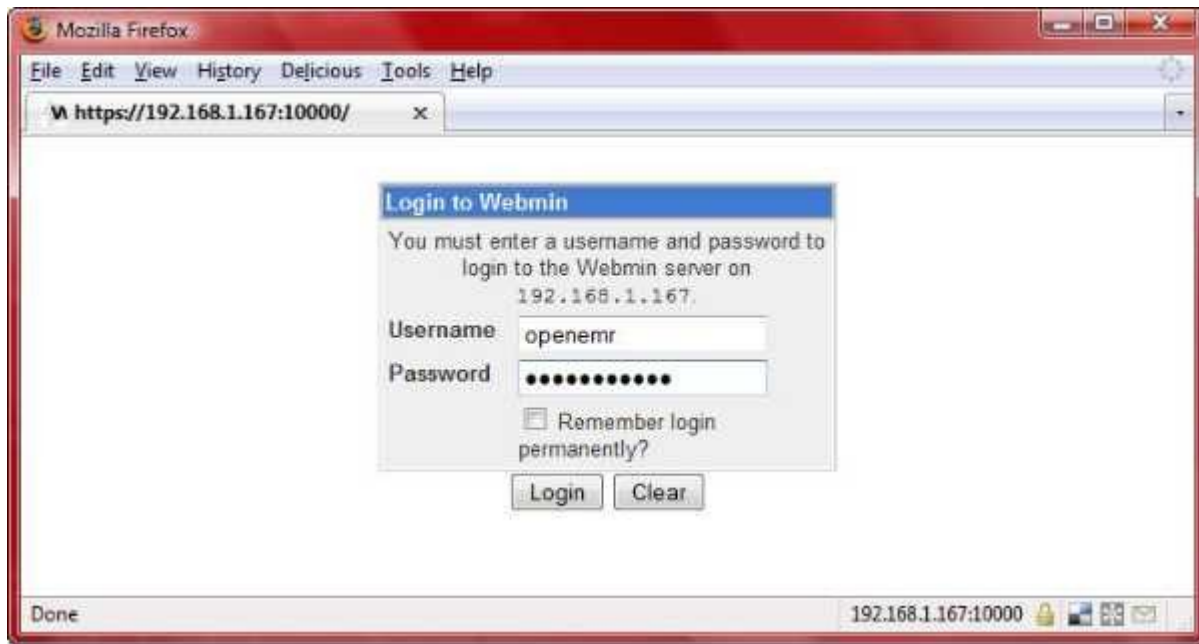 Mozilla Firefox
File Edit View History Delicious Tools Help
https://192.168.1.167:10000/
Login to Webmin
You must enter a username and password to
login to the Webmin server on
192.168.1.167.
Username openemr
Password •••••••••••
Remember login
permanently?
Login Clear
Done 192.168.1.167:10000